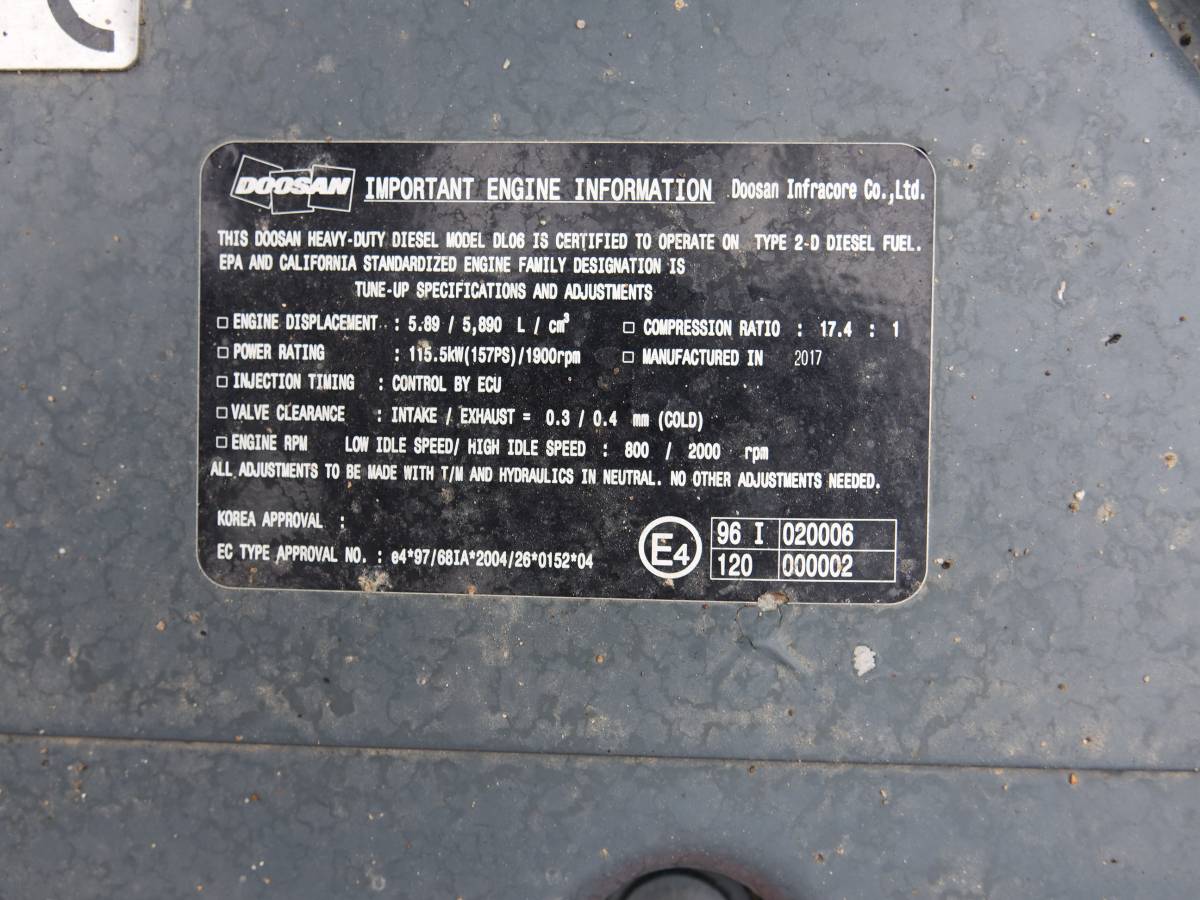 DOOSAN IMPORTANT ENGINE INFORMATION Doosan Infracore Co.,Ltd.
THIS DOOSAN HEAVY-DUTY DIESEL MODEL DL06 IS CERTIFIED TO OPERATE ON TYPE 2-D DIESEL FUEL.
EPA AND CALIFORNIA STANDARDIZED ENGINE FAMILY DESIGNATION IS
TUNE-UP SPECIFICATIONS AND ADJUSTMENTS
□ ENGINE DISPLACEMENT : 5.89 / 5,890 L / cm³ □ COMPRESSION RATIO : 17.4 : 1
□ POWER RATING : 115.5kW(157PS)/1900rpm □ MANUFACTURED IN 2017
□ INJECTION TIMING : CONTROL BY ECU
□ VALVE CLEARANCE : INTAKE / EXHAUST = 0.3 / 0.4 mm (COLD)
□ ENGINE RPM LOW IDLE SPEED/ HIGH IDLE SPEED : 800 / 2000 rpm
ALL ADJUSTMENTS TO BE MADE WITH T/M AND HYDRAULICS IN NEUTRAL. NO OTHER ADJUSTMENTS NEEDED.
KOREA APPROVAL :
EC TYPE APPROVAL NO. : e4*97/68IA*2004/26*0152*04
E4
96 I 020006
120 000002